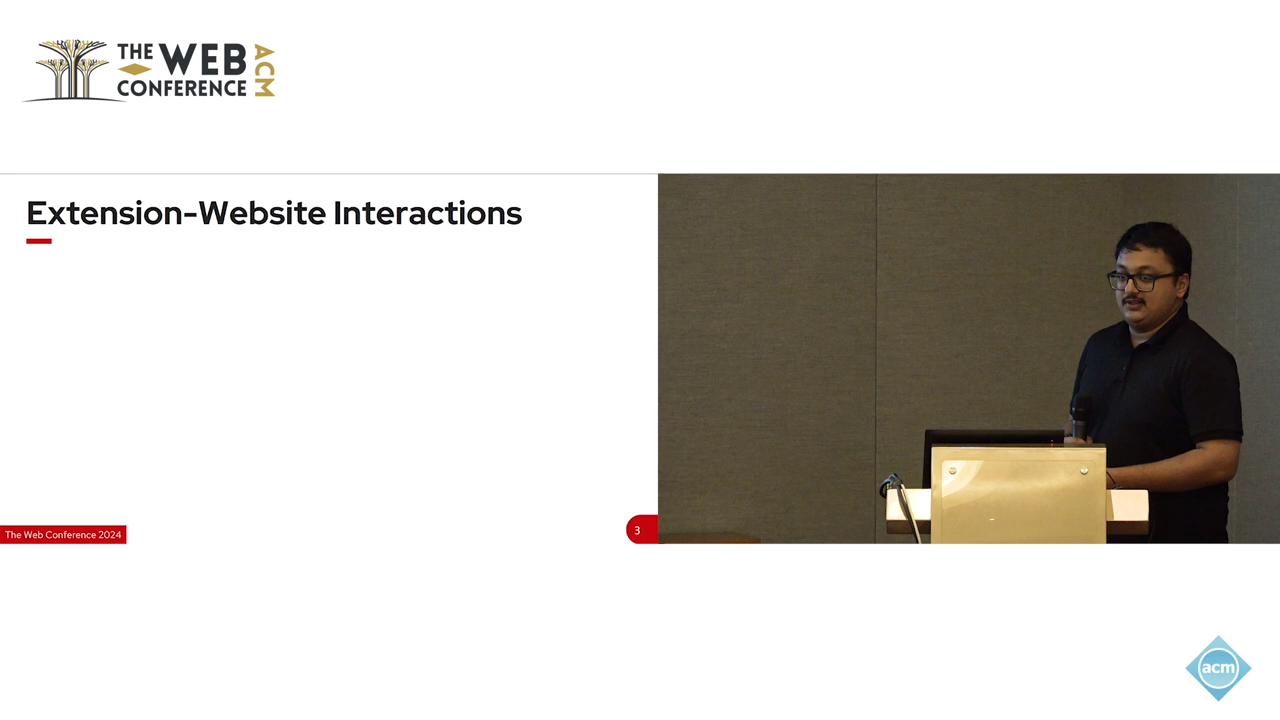 THE WEB
CONFERENCE
ACM
Extension-Website Interactions
The Web Conference 2024
3
acm